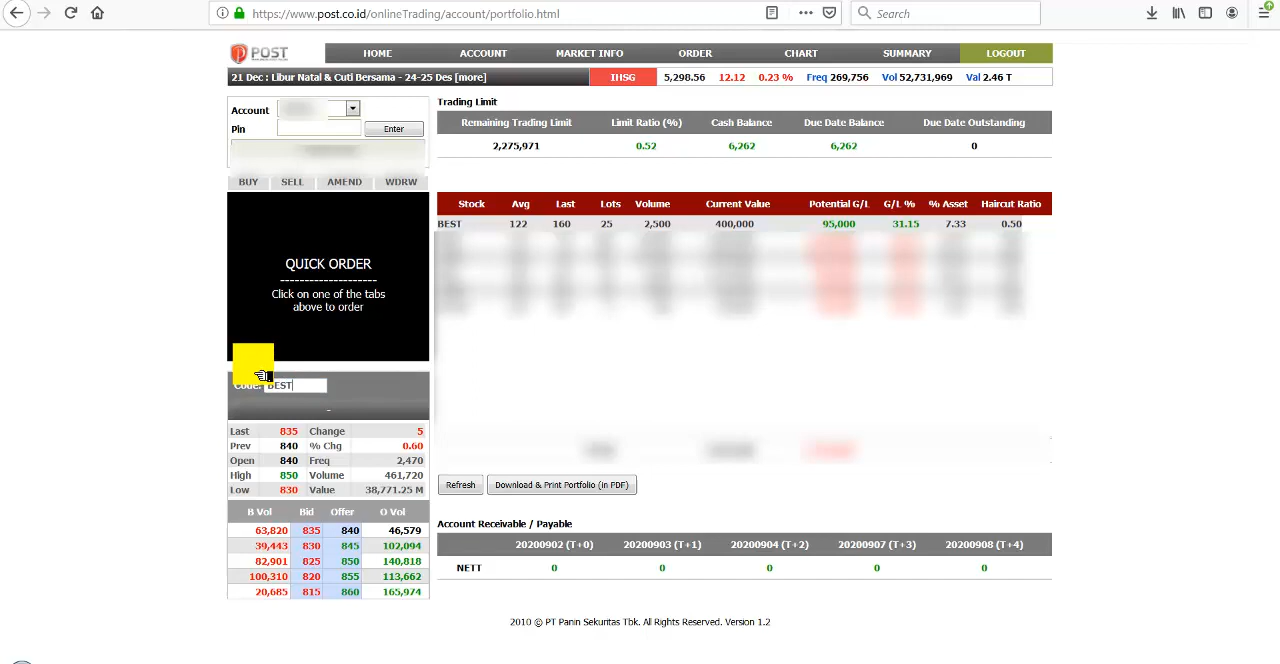 https://www.post.co.id/onlineTrading/account/portfolio.html
Search
POST
HOME ACCOUNT MARKET INFO ORDER CHART SUMMARY LOGOUT
21 Dec : Libur Natal & Cuti Bersama - 24-25 Des [more] IHSG 5,298.56 12.12 0.23 % Freq 269,756 Vol 52,731,969 Val 2.46 T
Account
Pin Enter
BUY SELL AMEND WDRW
QUICK ORDER
--------------------
Click on one of the tabs
above to order
Code: BEST
-
Last 835 Change 5
Prev 840 % Chg 0.60
Open 840 Freq 2,470
High 850 Volume 461,720
Low 830 Value 38,771.25 M
B Vol Bid Offer O Vol
63,820 835 840 46,579
39,443 830 845 102,094
82,901 825 850 140,818
100,310 820 855 113,662
20,685 815 860 165,974
Trading Limit
Remaining Trading Limit Limit Ratio (%) Cash Balance Due Date Balance Due Date Outstanding
2,275,971 0.52 6,262 6,262 0
Stock Avg Last Lots Volume Current Value Potential G/L G/L % % Asset Haircut Ratio
BEST 122 160 25 2,500 400,000 95,000 31.15 7.33 0.50
Refresh Download & Print Portfolio (in PDF)
Account Receivable / Payable
20200902 (T+0) 20200903 (T+1) 20200904 (T+2) 20200907 (T+3) 20200908 (T+4)
NETT 0 0 0 0 0
2010 © PT Panin Sekuritas Tbk. All Rights Reserved. Version 1.2